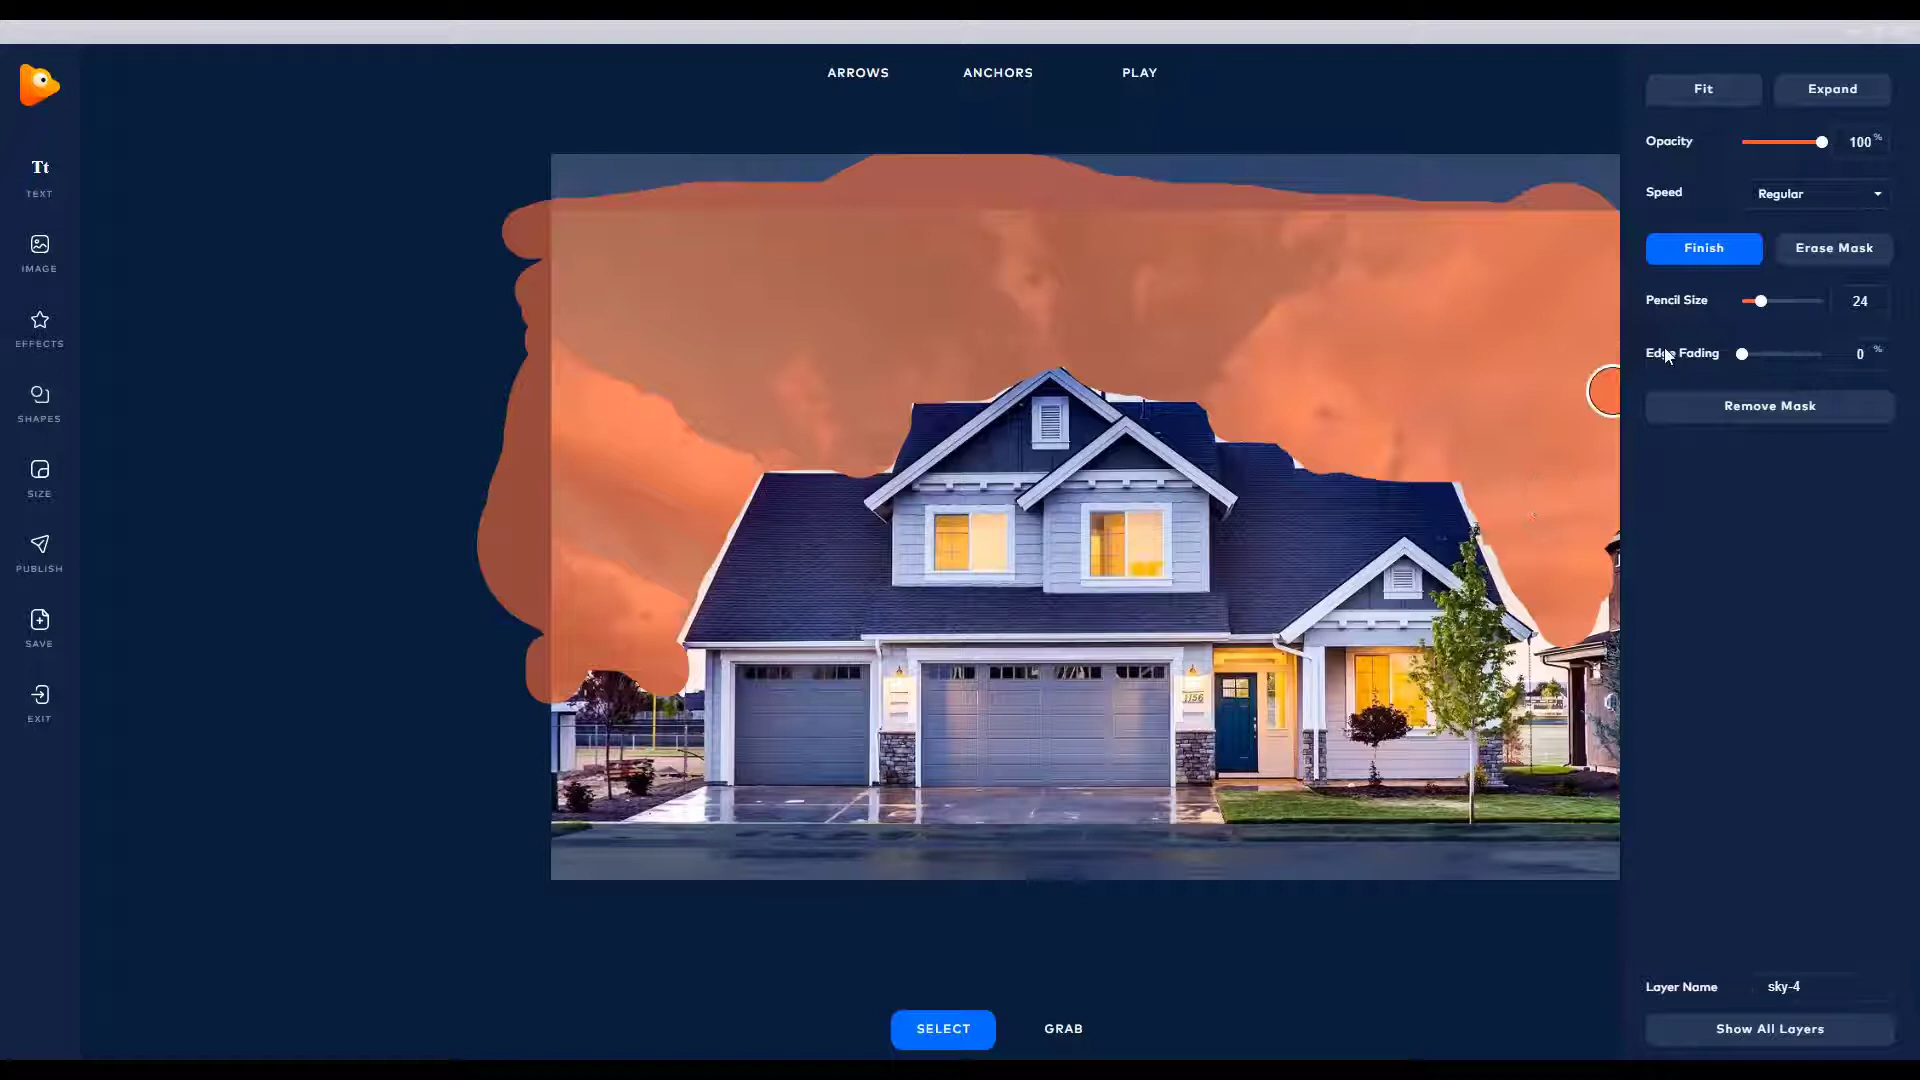 ARROWS ANCHORS PLAY
Fit Expand
Opacity 100 %
Speed Regular
Finish Erase Mask
Pencil Size 24
Edge Fading 0 %
Remove Mask
Tt
TEXT
IMAGE
EFFECTS
SHAPES
SIZE
PUBLISH
SAVE
EXIT
1156
Layer Name sky-4
Show All Layers
SELECT GRAB